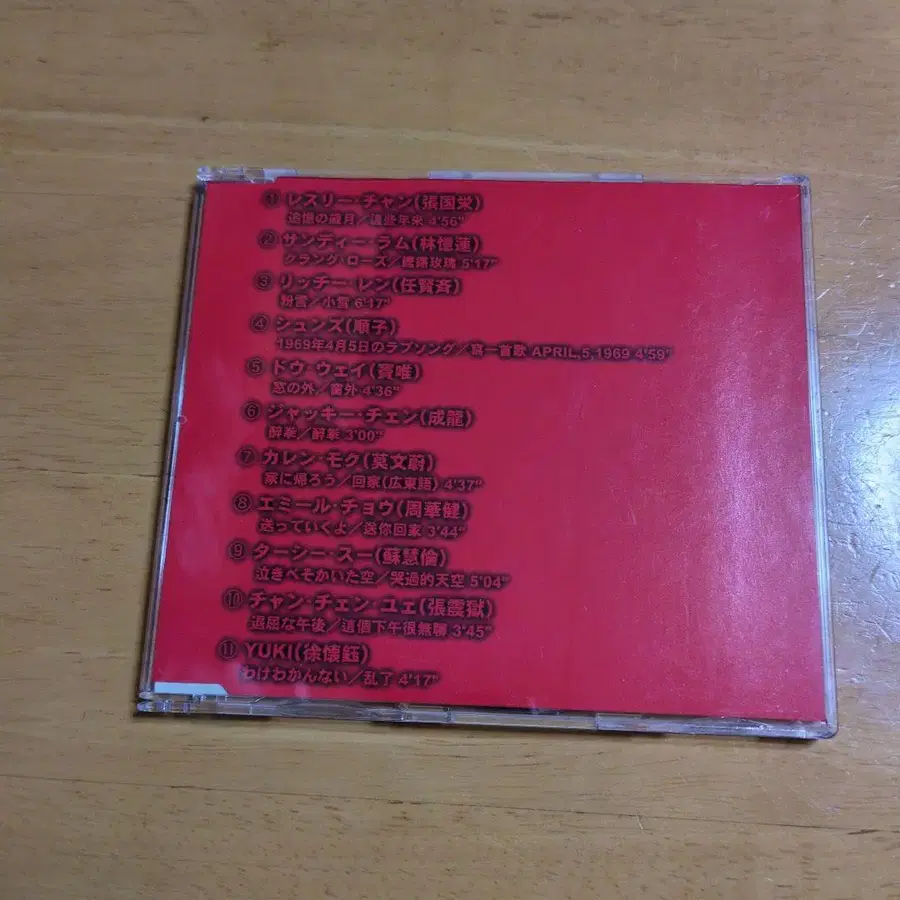 ① レスリー・チャン(張国栄)
追憶の歳月／這些年來 4'56"
② サンディー・ラム(林憶蓮)
クラング・ローズ／鏗鏘玫瑰 5'17"
③ リッチー・レン(任賢斉)
粉雪／小雪 6'17"
④ シュンズ(順子)
1969年4月5日のラブソング／寫一首歌 APRIL,5,1969 4'59"
⑤ ドウ・ウェイ(竇唯)
窓の外／窗外 4'36"
⑥ ジャッキー・チェン(成龍)
酔拳／醉拳 3'00"
⑦ カレン・モク(莫文蔚)
家に帰ろう／回家(広東語) 4'37"
⑧ エミール・チョウ(周華健)
送っていくよ／送你回家 3'44"
⑨ ターシー・スー(蘇慧倫)
泣きべそかいた空／哭過的天空 5'04"
⑩ チャン・チェン・ユェ(張震獄)
退屈な午後／這個下午很無聊 3'45"
⑪ YUKI(徐懐鈺)
わけわかんない／乱了 4'17"